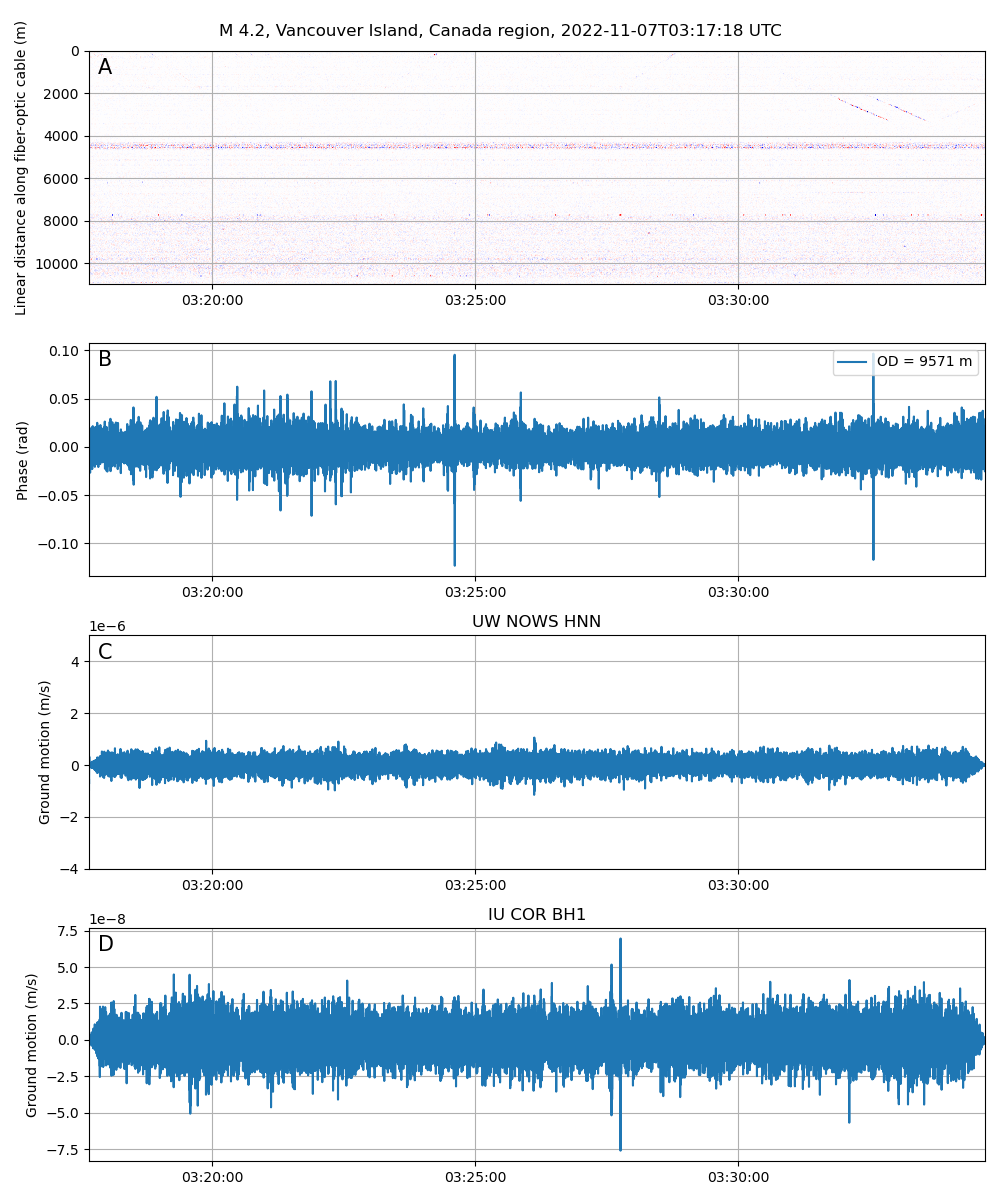 M 4.2, Vancouver Island, Canada region, 2022-11-07T03:17:18 UTC
Linear distance along fiber-optic cable (m)
A
0
2000
4000
6000
8000
10000
03:20:00 03:25:00 03:30:00
Phase (rad)
B
OD = 9571 m
0.10
0.05
0.00
−0.05
−0.10
03:20:00 03:25:00 03:30:00
UW NOWS HNN
1e−6
Ground motion (m/s)
C
4
2
0
−2
−4
03:20:00 03:25:00 03:30:00
IU COR BH1
1e−8
Ground motion (m/s)
D
7.5
5.0
2.5
0.0
−2.5
−5.0
−7.5
03:20:00 03:25:00 03:30:00